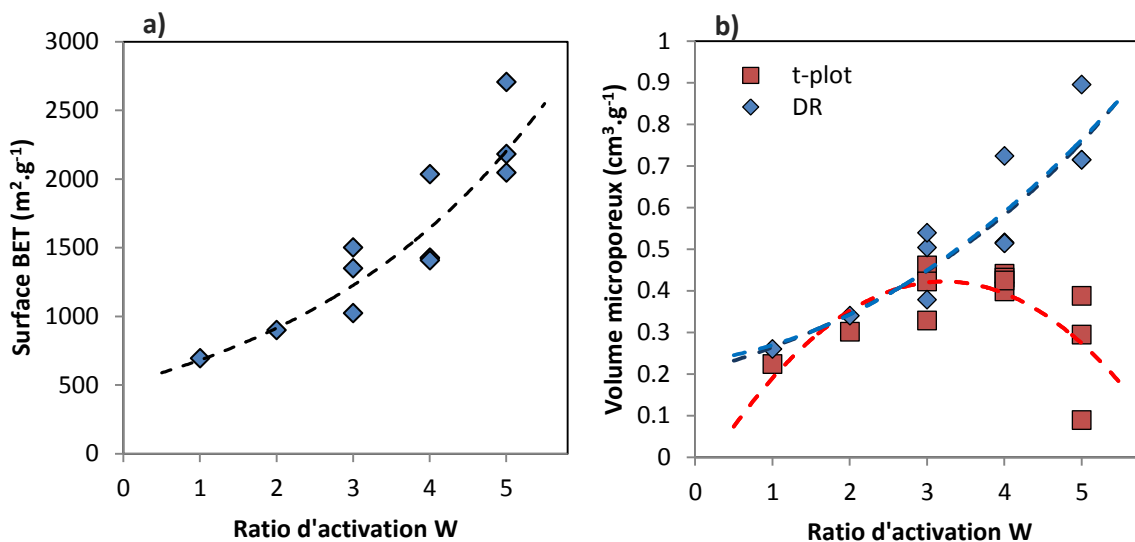 a)
3000
2500
2000
1500
1000
500
0
Surface BET (m².g⁻¹)
0 1 2 3 4 5
Ratio d'activation W
b)
1
0.9
0.8
0.7
0.6
0.5
0.4
0.3
0.2
0.1
0
Volume microporeux (cm³.g⁻¹)
t-plot
DR
0 1 2 3 4 5
Ratio d'activation W